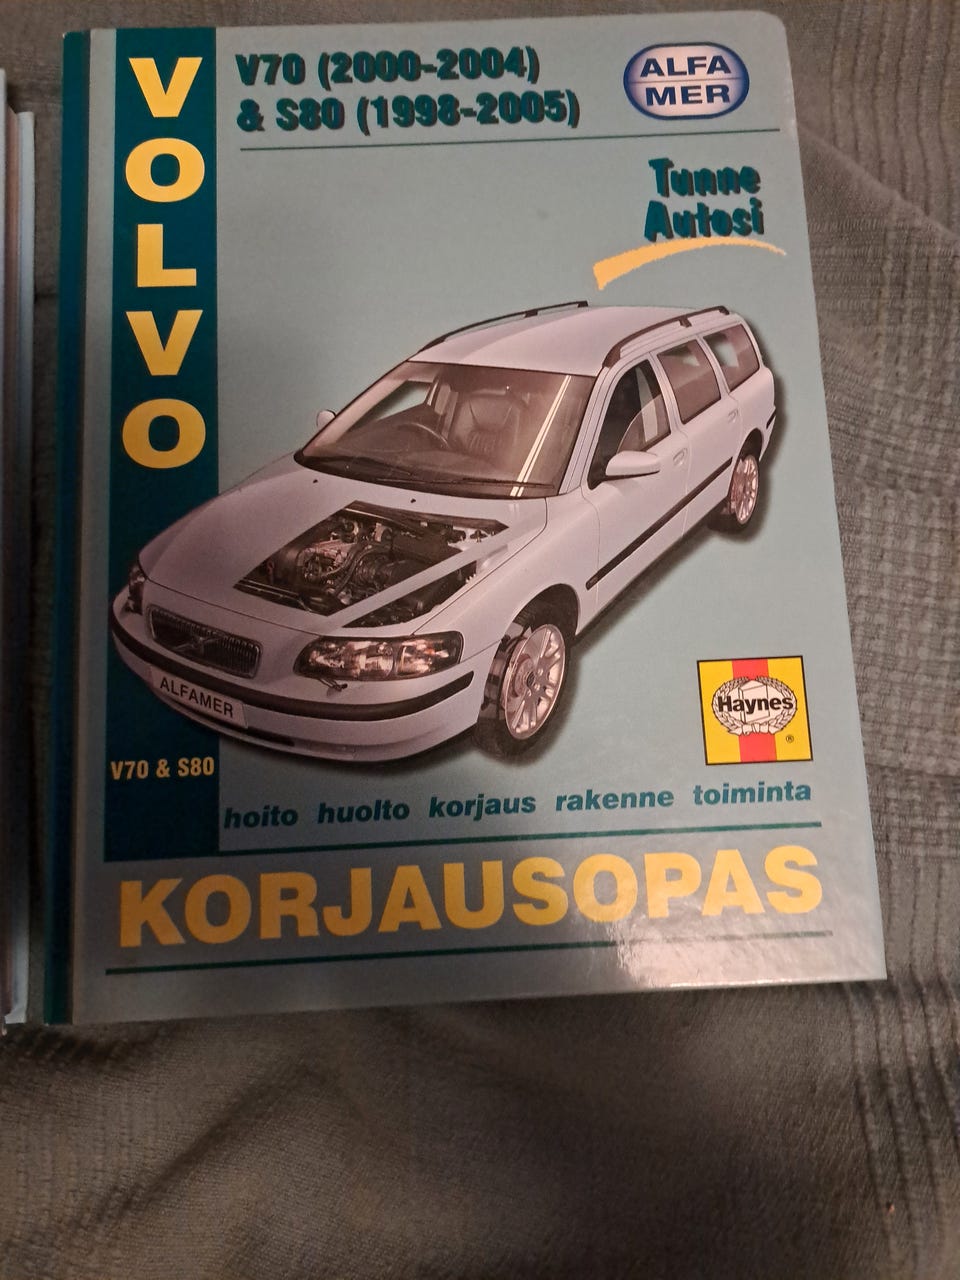 VOLVO
V70 (2000-2004)
& S80 (1998-2005)
ALFA
MER
Tunne
Autosi
ALFAMER
Haynes
®
V70 & S80
hoito huolto korjaus rakenne toiminta
KORJAUSOPAS